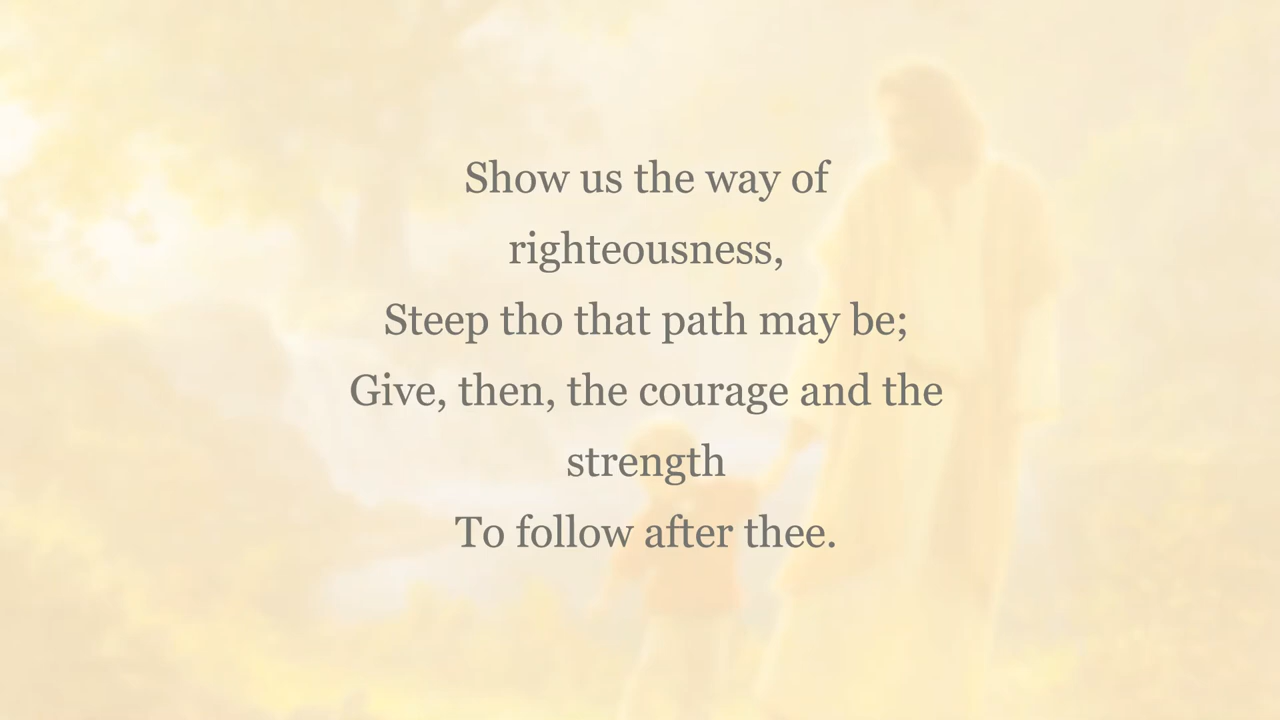 Show us the way of
righteousness,
Steep tho that path may be;
Give, then, the courage and the
strength
To follow after thee.